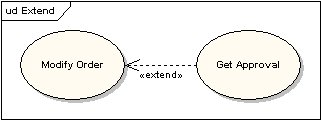 ud Extend
Modify Order
Get Approval
«extend»